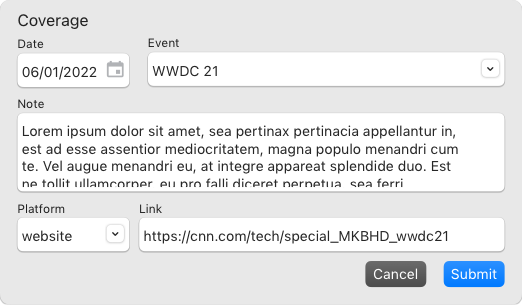 Coverage
Date
Event
06/01/2022
WWDC 21
Note
Lorem ipsum dolor sit amet, sea pertinax pertinacia appellantur in,
est ad esse assentior mediocritatem, magna populo menandri cum
te. Vel augue menandri eu, at integre appareat splendide duo. Est
ne tollit ullamcorper, eu pro falli diceret perpetua, sea ferri
Platform
Link
website
https://cnn.com/tech/special_MKBHD_wwdc21
Cancel
Submit